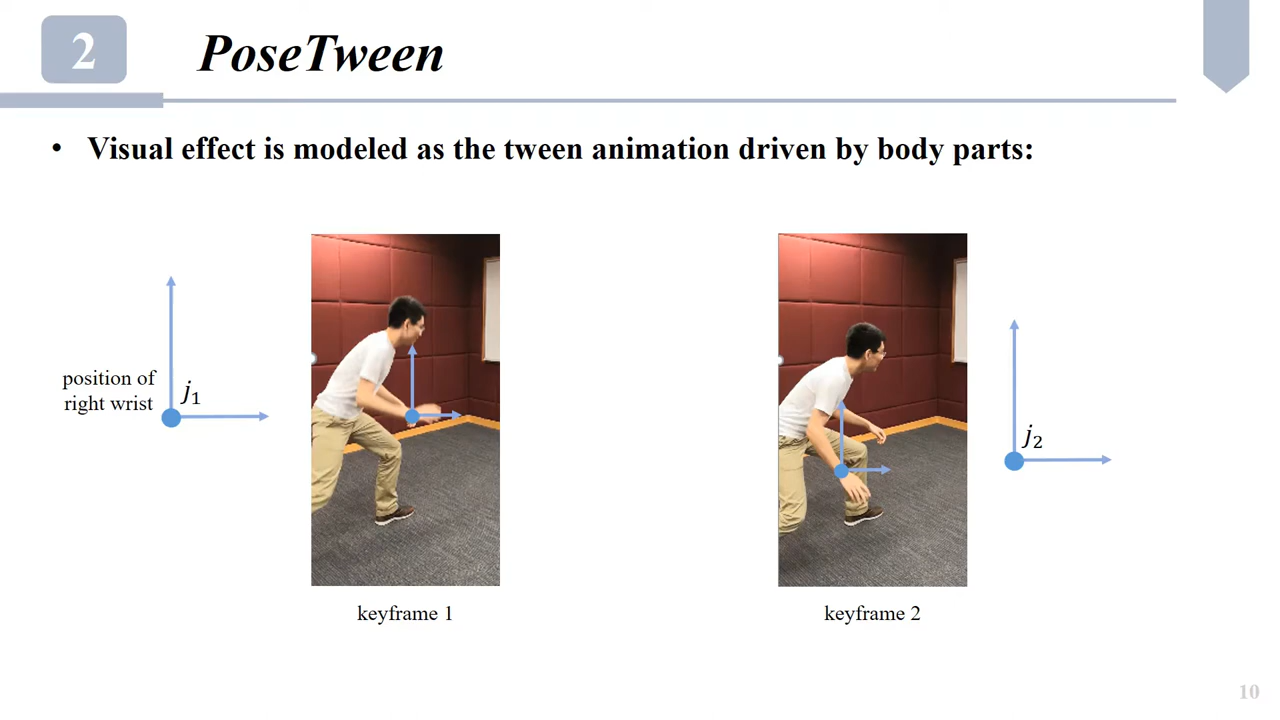 2
PoseTween
• Visual effect is modeled as the tween animation driven by body parts:
position of
right wrist
j₁
j₂
keyframe 1
keyframe 2
10